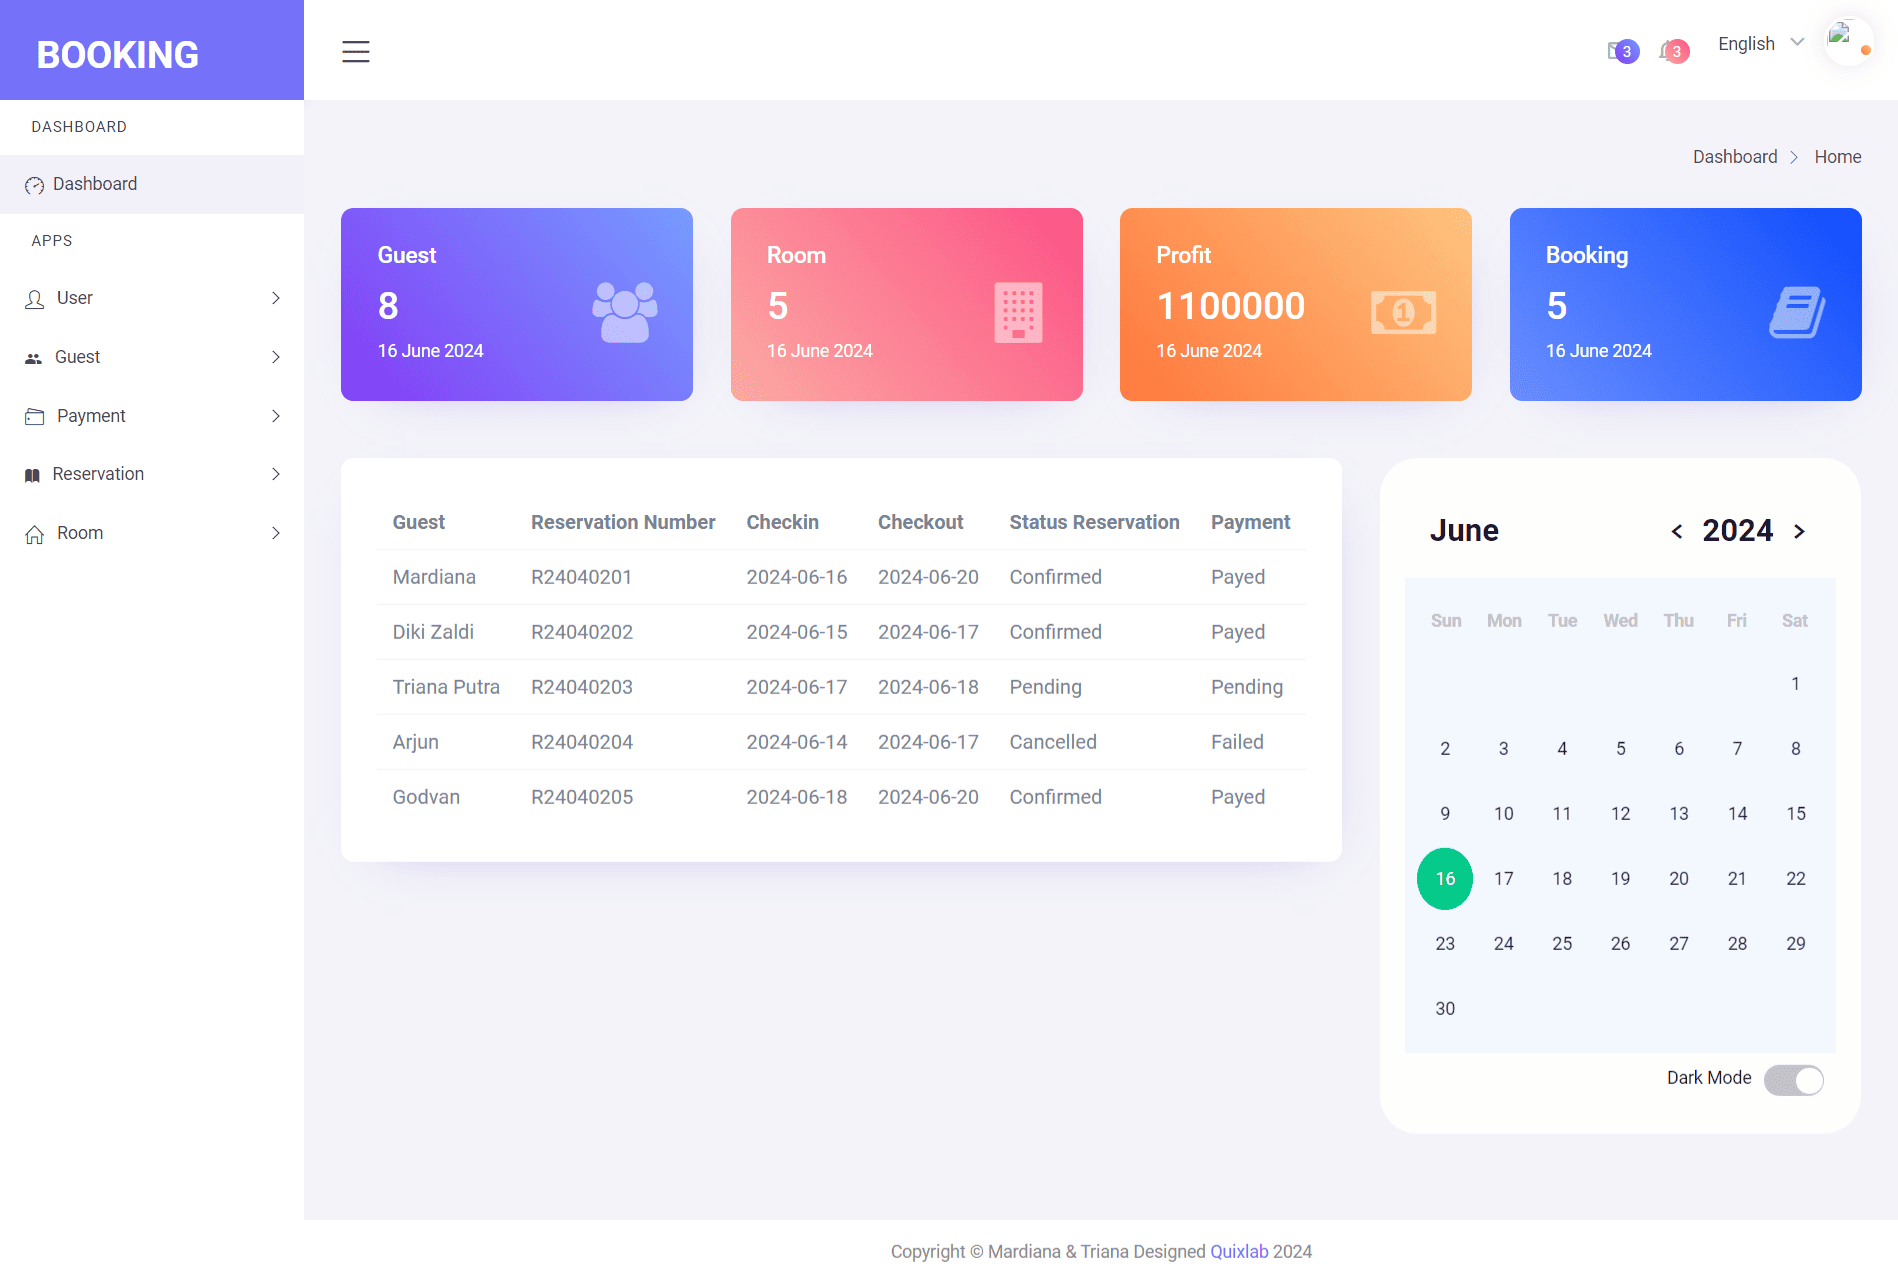 BOOKING
3
3
English
DASHBOARD
Dashboard
APPS
User
Guest
Payment
Reservation
Room
Dashboard > Home
Guest
8
16 June 2024
Room
5
16 June 2024
Profit
1100000
16 June 2024
1
Booking
5
16 June 2024
Guest Reservation Number Checkin Checkout Status Reservation Payment
Mardiana R24040201 2024-06-16 2024-06-20 Confirmed Payed
Diki Zaldi R24040202 2024-06-15 2024-06-17 Confirmed Payed
Triana Putra R24040203 2024-06-17 2024-06-18 Pending Pending
Arjun R24040204 2024-06-14 2024-06-17 Cancelled Failed
Godvan R24040205 2024-06-18 2024-06-20 Confirmed Payed
June < 2024 >
Sun Mon Tue Wed Thu Fri Sat
1
2 3 4 5 6 7 8
9 10 11 12 13 14 15
16 17 18 19 20 21 22
23 24 25 26 27 28 29
30
Dark Mode
Copyright © Mardiana & Triana Designed Quixlab 2024